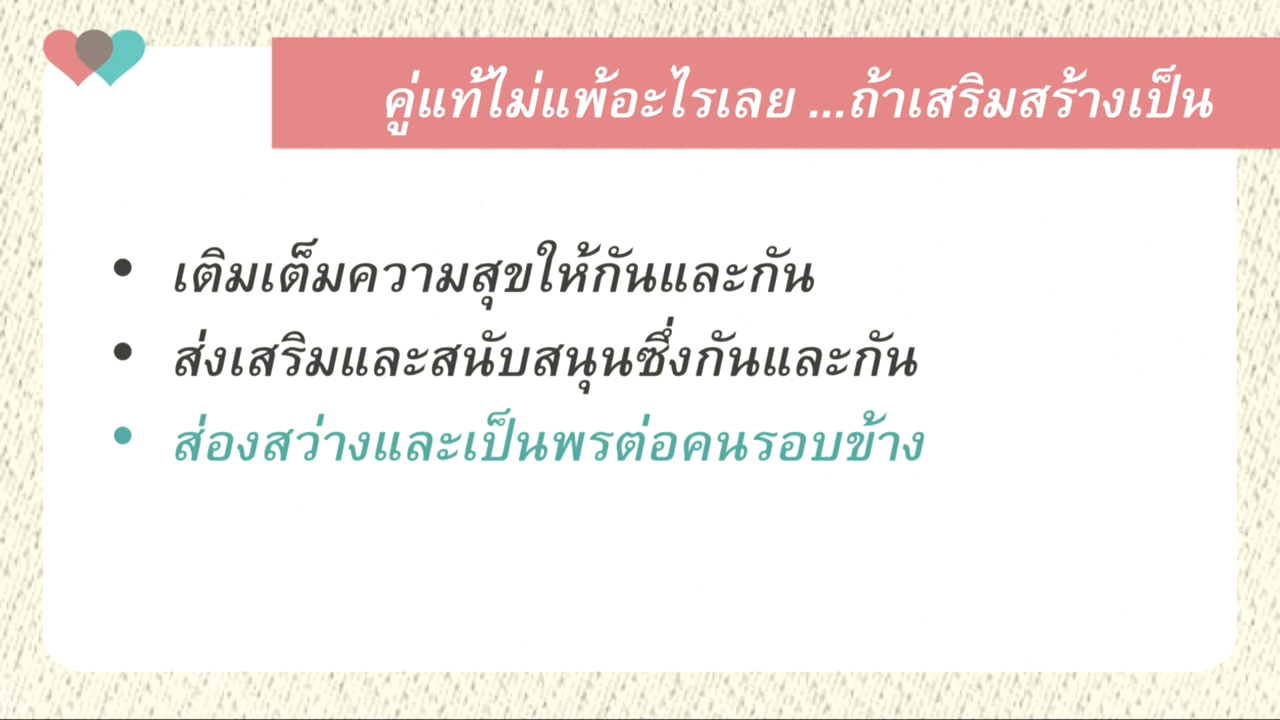 คู่แท้ไม่แพ้อะไรเลย ...ถ้าเสริมสร้างเป็น
• เติมเต็มความสุขให้กันและกัน
• ส่งเสริมและสนับสนุนซึ่งกันและกัน
• ส่องสว่างและเป็นพรต่อคนรอบข้าง